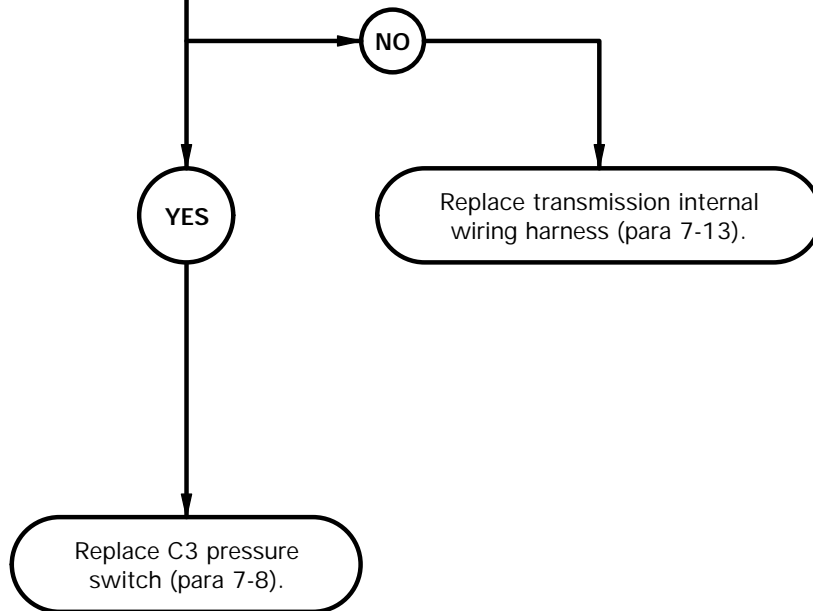 NO
YES
Replace transmission internal
wiring harness (para 7-13).
Replace C3 pressure
switch (para 7-8).